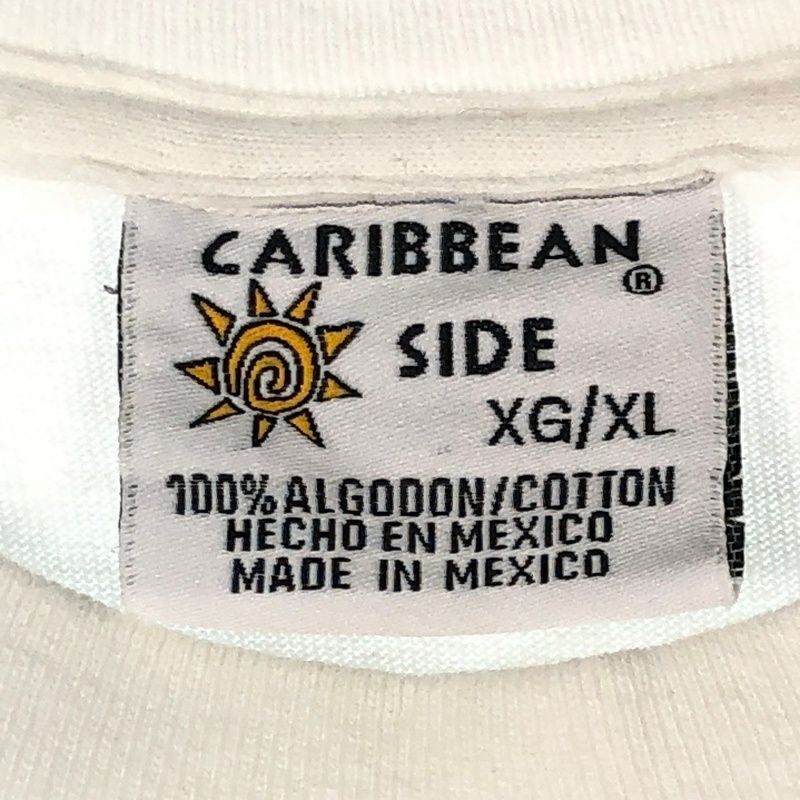 CARIBBEAN ®
SIDE
XG/XL
100% ALGODON/COTTON
HECHO EN MEXICO
MADE IN MEXICO